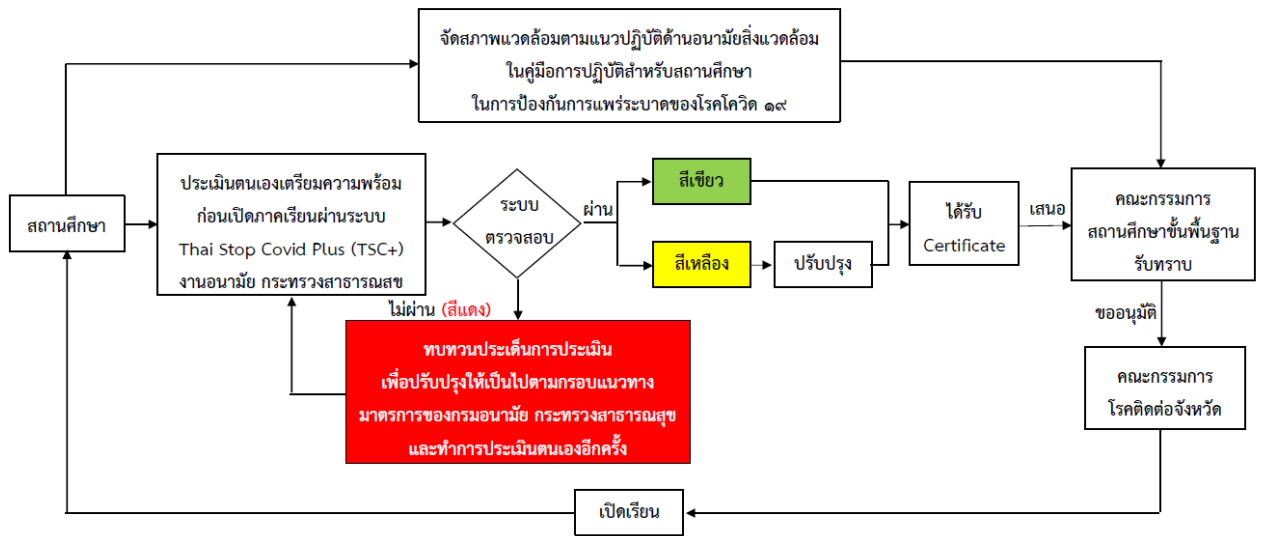 จัดสภาพแวดล้อมตามแนวปฏิบัติด้านอนามัยสิ่งแวดล้อม
ในคู่มือการปฏิบัติสำหรับสถานศึกษา
ในการป้องกันการแพร่ระบาดของโรคโควิด ๑๙
สถานศึกษา
ประเมินตนเองเตรียมความพร้อม
ก่อนเปิดภาคเรียนผ่านระบบ
Thai Stop Covid Plus (TSC+)
งานอนามัย กระทรวงสาธารณสข
ระบบ
ตรวจสอบ
ผ่าน
สีเขียว
สีเหลือง
ปรับปรุง
ได้รับ
Certificate
เสนอ
คณะกรรมการ
สถานศึกษาขั้นพื้นฐาน
รับทราบ
ไม่ผ่าน (สีแดง)
ทบทวนประเด็นการประเมิน
เพื่อปรับปรุงให้เป็นไปตามกรอบแนวทาง
มาตรการของกรมอนามัย กระทรวงสาธารณสุข
และทำการประเมินตนเองอีกครั้ง
ขออนุมัติ
คณะกรรมการ
โรคติดต่อจังหวัด
เปิดเรียน